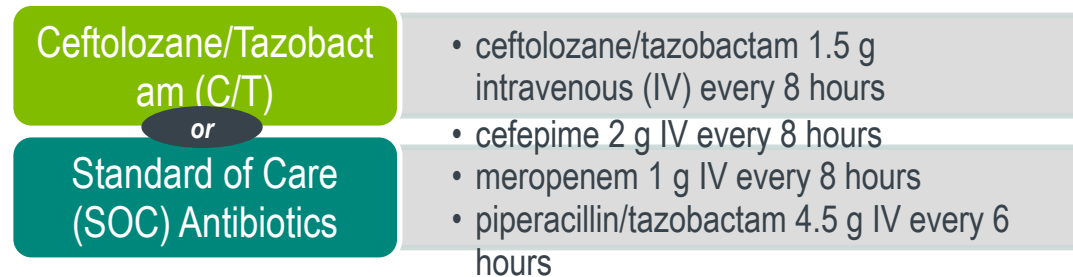 Ceftolozane/Tazobact
am (C/T)
• ceftolozane/tazobactam 1.5 g
intravenous (IV) every 8 hours
or
Standard of Care
(SOC) Antibiotics
• cefepime 2 g IV every 8 hours
• meropenem 1 g IV every 8 hours
• piperacillin/tazobactam 4.5 g IV every 6
hours